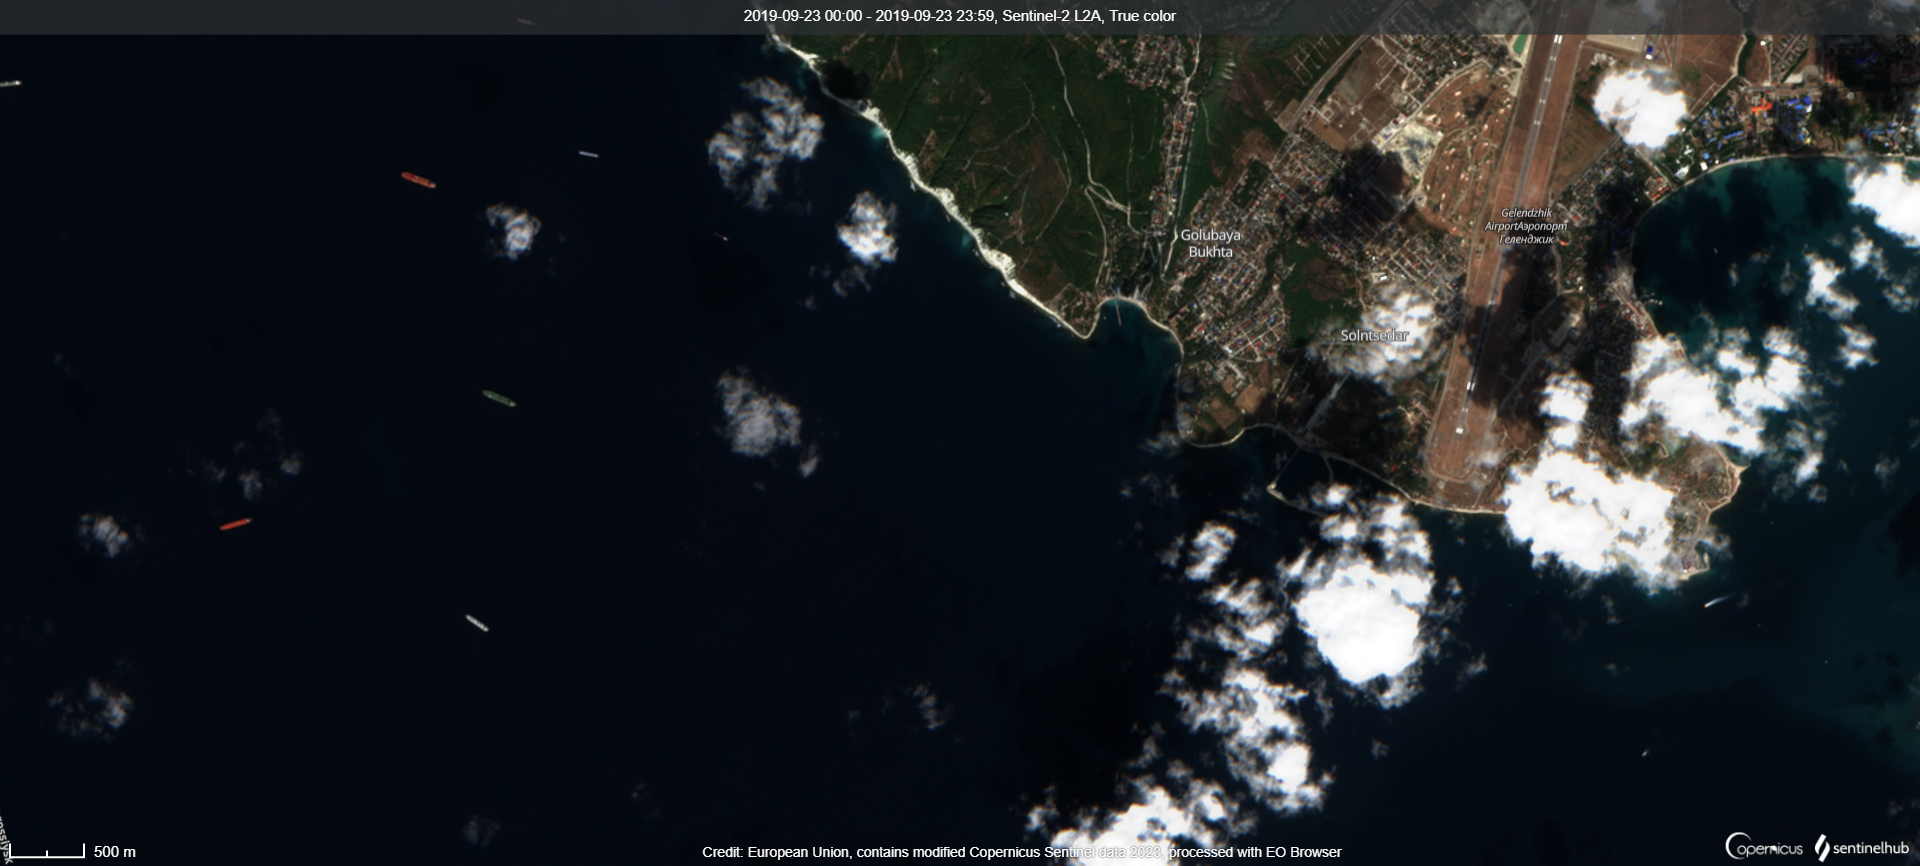 2019-09-23 00:00 - 2019-09-23 23:59, Sentinel-2 L2A, True color
Gelendzhik
AirportАэропорт
Геленджик
Golubaya
Bukhta
Solntsedar
500 m
Credit: European Union, contains modified Copernicus Sentinel data 2023, processed with EO Browser
Copernicus
sentinelhub